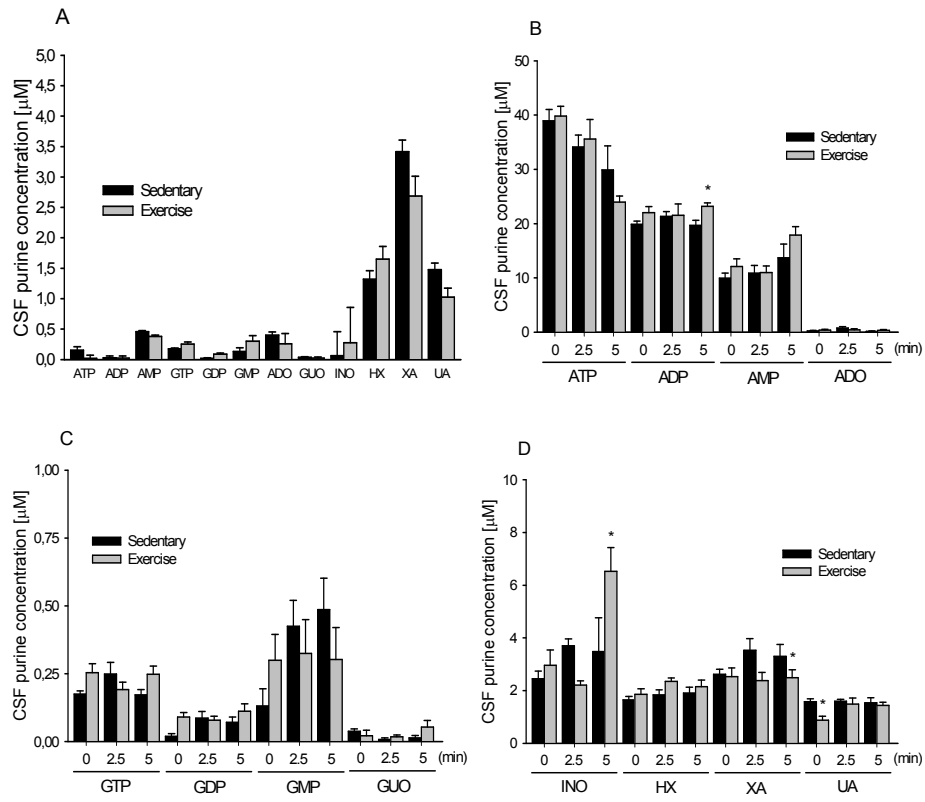 A
CSF purine concentration [µM]
5,0
4,5
4,0
3,5
3,0
2,5
2,0
1,5
1,0
0,5
0,0
Sedentary
Exercise
ATP ADP AMP GTP GDP GMP ADO GUO INO HX XA UA
B
CSF purine concentration [µM]
50
40
30
20
10
0
Sedentary
Exercise
*
0 2.5 5 0 2.5 5 0 2.5 5 0 2.5 5 (min)
ATP ADP AMP ADO
C
CSF purine concentration [µM]
1,00
0,75
0,50
0,25
0,00
Sedentary
Exercise
0 2.5 5 0 2.5 5 0 2.5 5 0 2.5 5 (min)
GTP GDP GMP GUO
D
CSF purine concentration [µM]
10
8
6
4
2
0
*
Sedentary
Exercise
*
*
0 2.5 5 0 2.5 5 0 2.5 5 0 2.5 5 (min)
INO HX XA UA